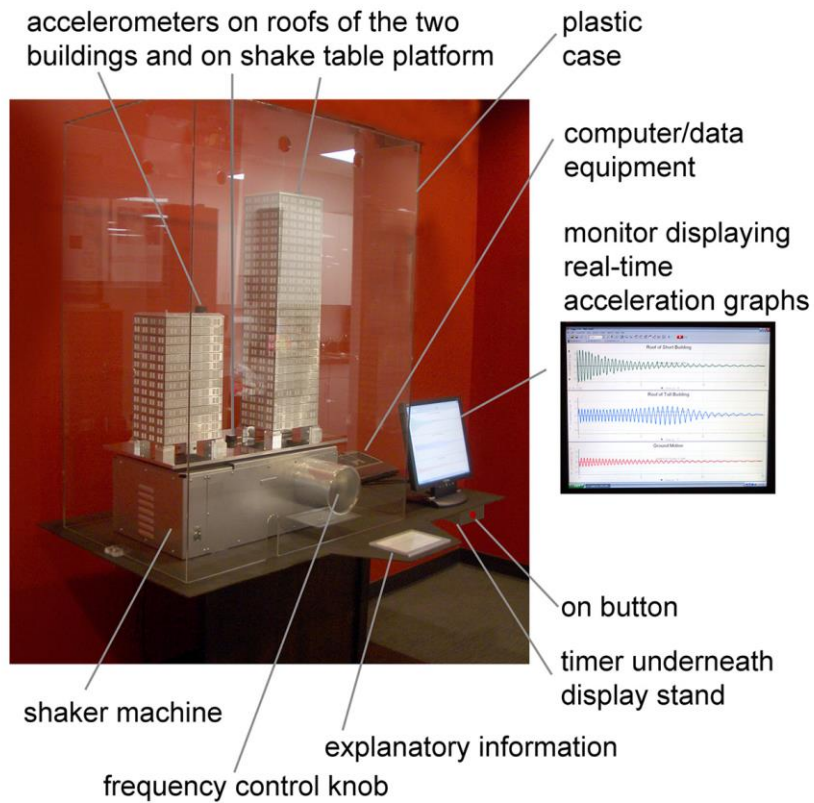 accelerometers on roofs of the two
buildings and on shake table platform
plastic
case
computer/data
equipment
monitor displaying
real-time
acceleration graphs
Roof of Short Building
Roof of Tall Building
Ground Motion
on button
timer underneath
display stand
shaker machine
explanatory information
frequency control knob